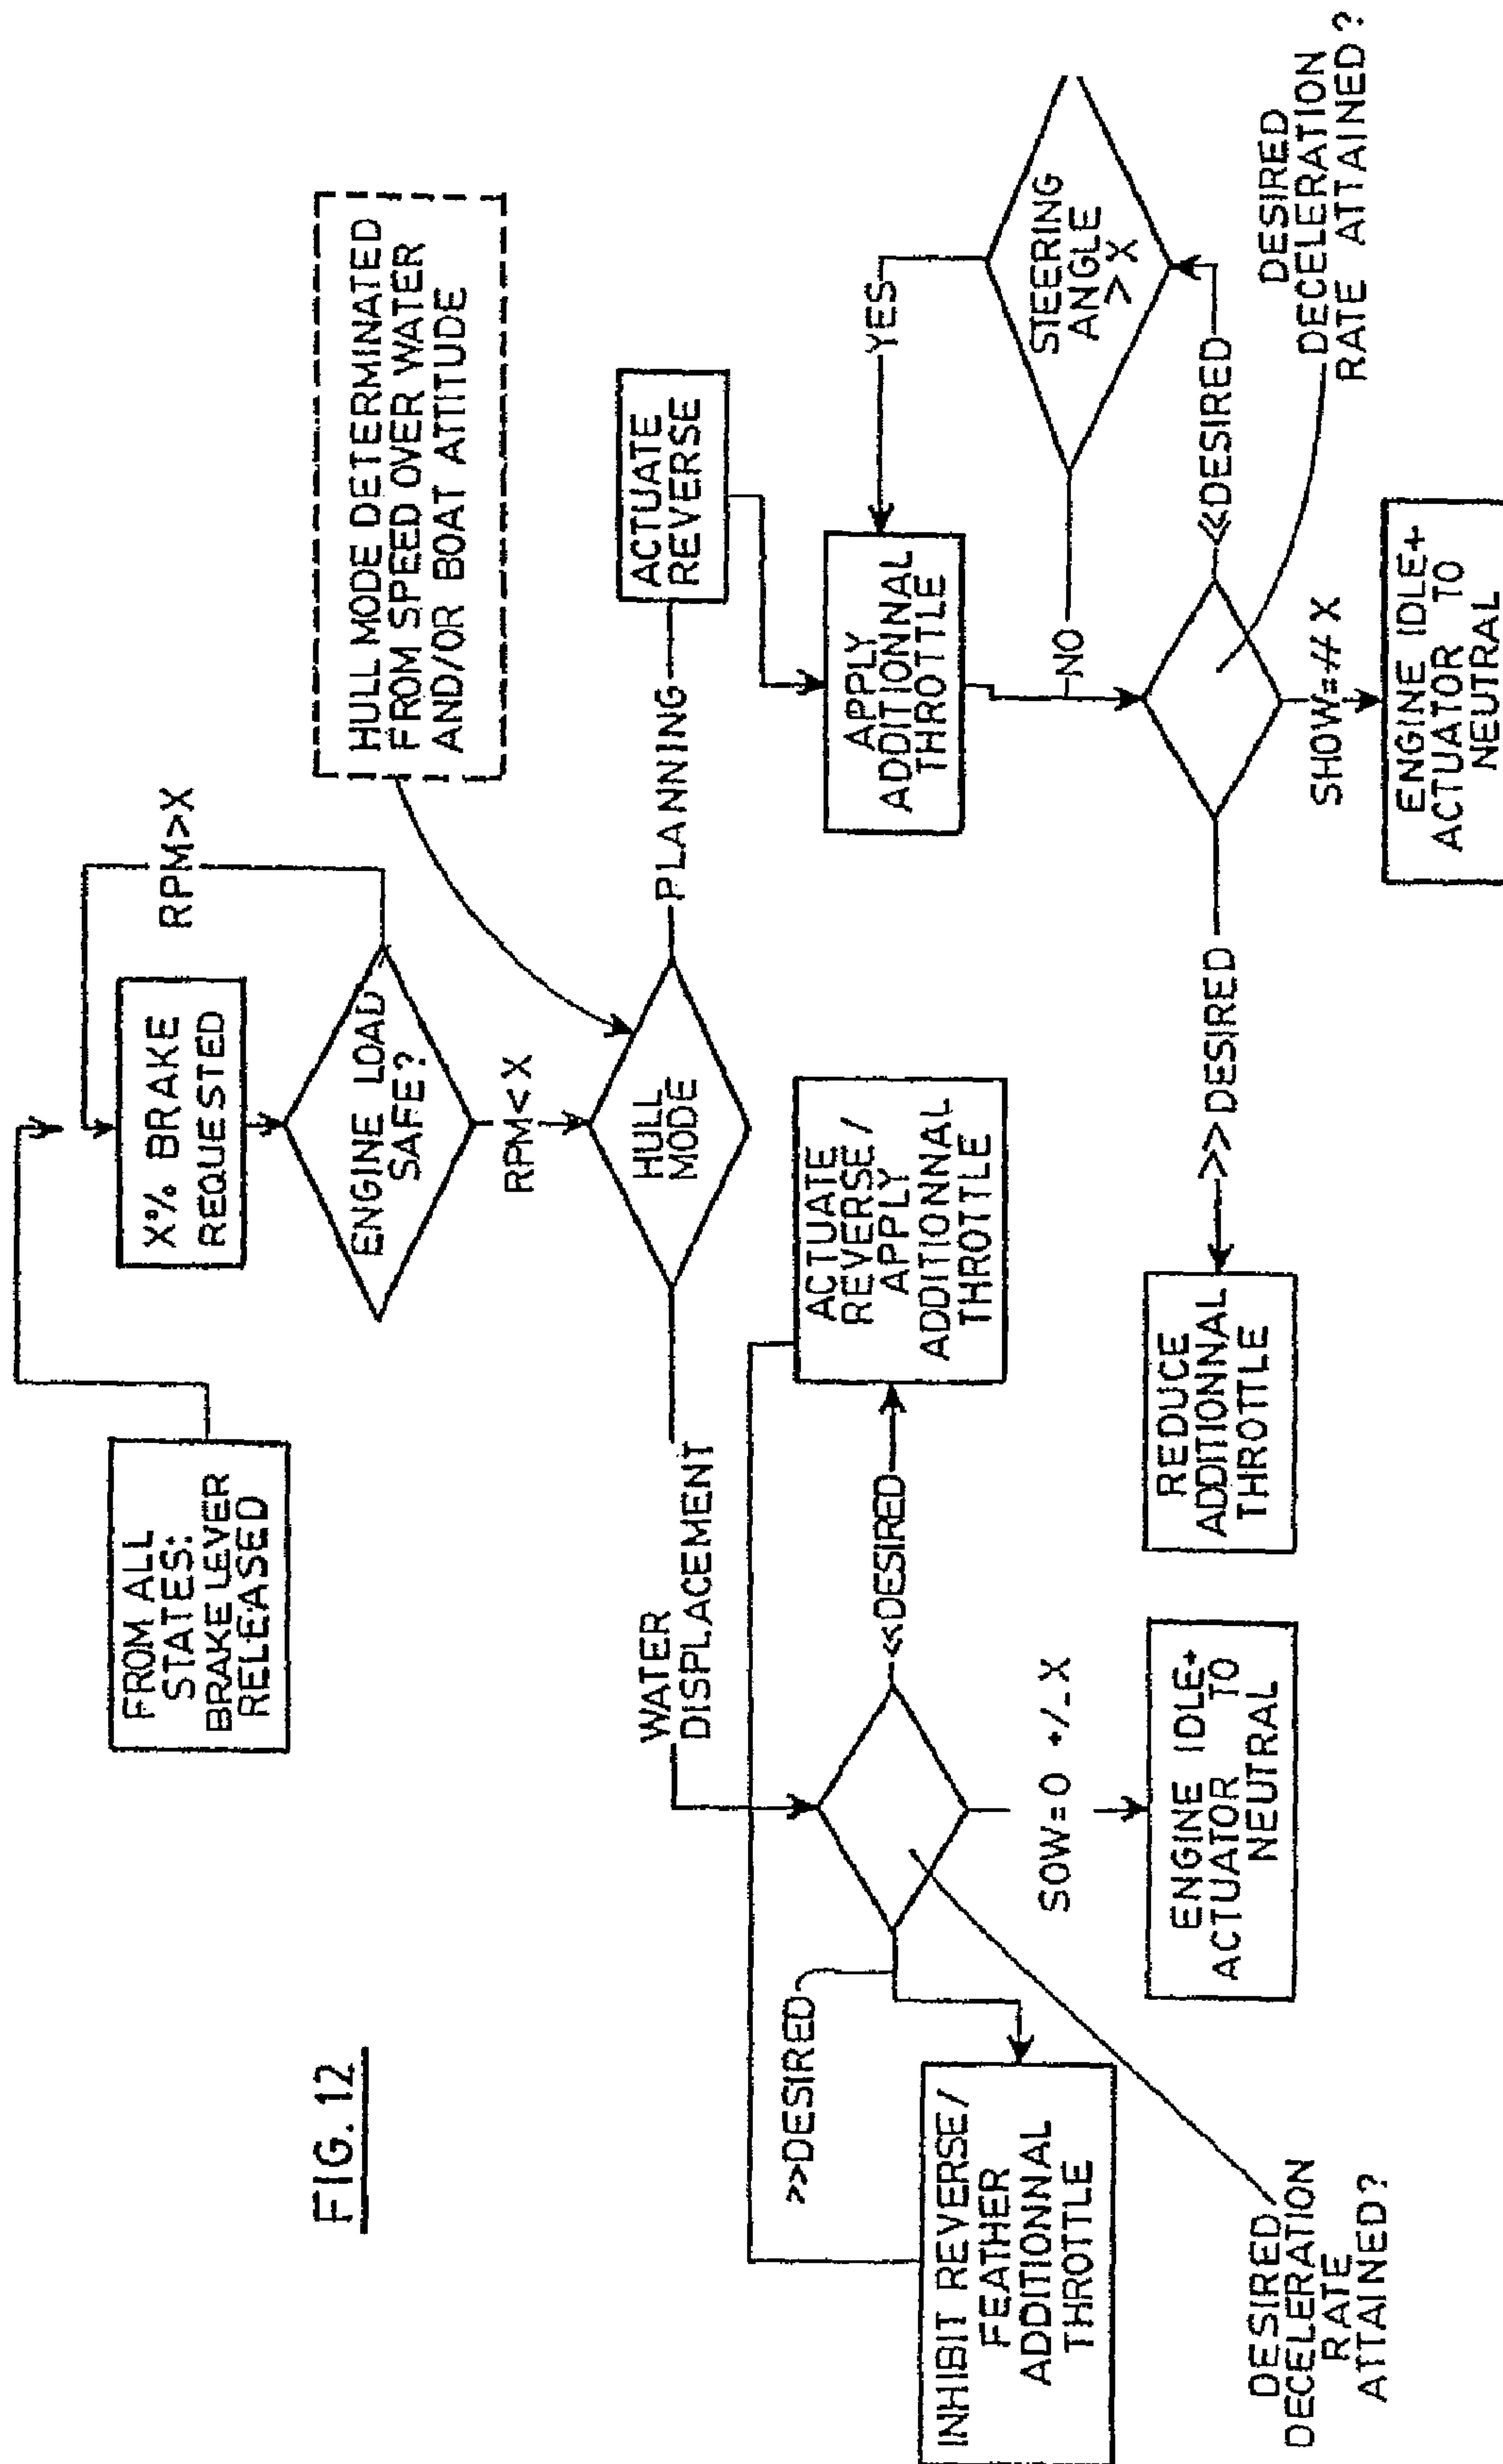 FIG. 12
FROM ALL
STATES:
BRAKE LEVER
RELEASED
X% BRAKE
REQUESTED
RPM>X
ENGINE LOAD
SAFE?
RPM<X
HULL MODE DETERMINATED
FROM SPEED OVER WATER
AND/OR BOAT ATTITUDE
HULL
MODE
WATER
DISPLACEMENT
PLANNING
ACTUATE
REVERSE
>>DESIRED
<<DESIRED
ACTUATE
REVERSE/
APPLY
ADDITIONNAL
THROTTLE
APPLY
ADDITIONNAL
THROTTLE
YES
STEERING
ANGLE
>X
NO
INHIBIT REVERSE/
FEATHER
ADDITIONNAL
THROTTLE
SOW=0 +/_ X
ENGINE IDLE+
ACTUATOR TO
NEUTRAL
>>DESIRED
REDUCE
ADDITIONNAL
THROTTLE
<<DESIRED
SHOW=# X
ENGINE IDLE+
ACTUATOR TO
NEUTRAL
DESIRED
DECELERATION
RATE
ATTAINED?
DESIRED
DECELERATION
RATE ATTAINED?